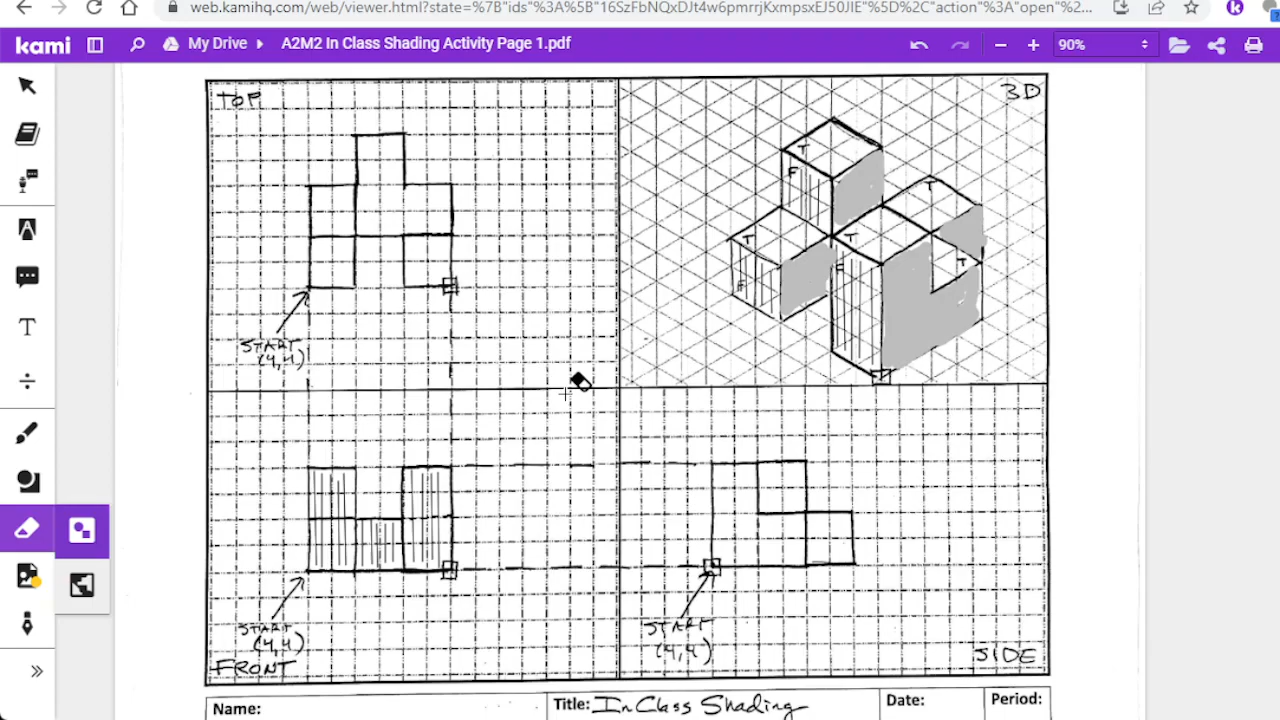 web.kamihq.com/web/viewer.html?state=%7B"ids"%3A%5B"16SzFbNQxDJt4w6pmrrjKxmpsxEJ50JIE"%5D%2C"action"%3A"open"%2...
kami My Drive A2M2 In Class Shading Activity Page 1.pdf 90%
TOP
3D
T
F
T
T
T
F
F
T
START
(4,4)
START
(4,4)
FRONT
START
(4,4)
SIDE
Name:
Title: In Class Shading
Date:
Period: